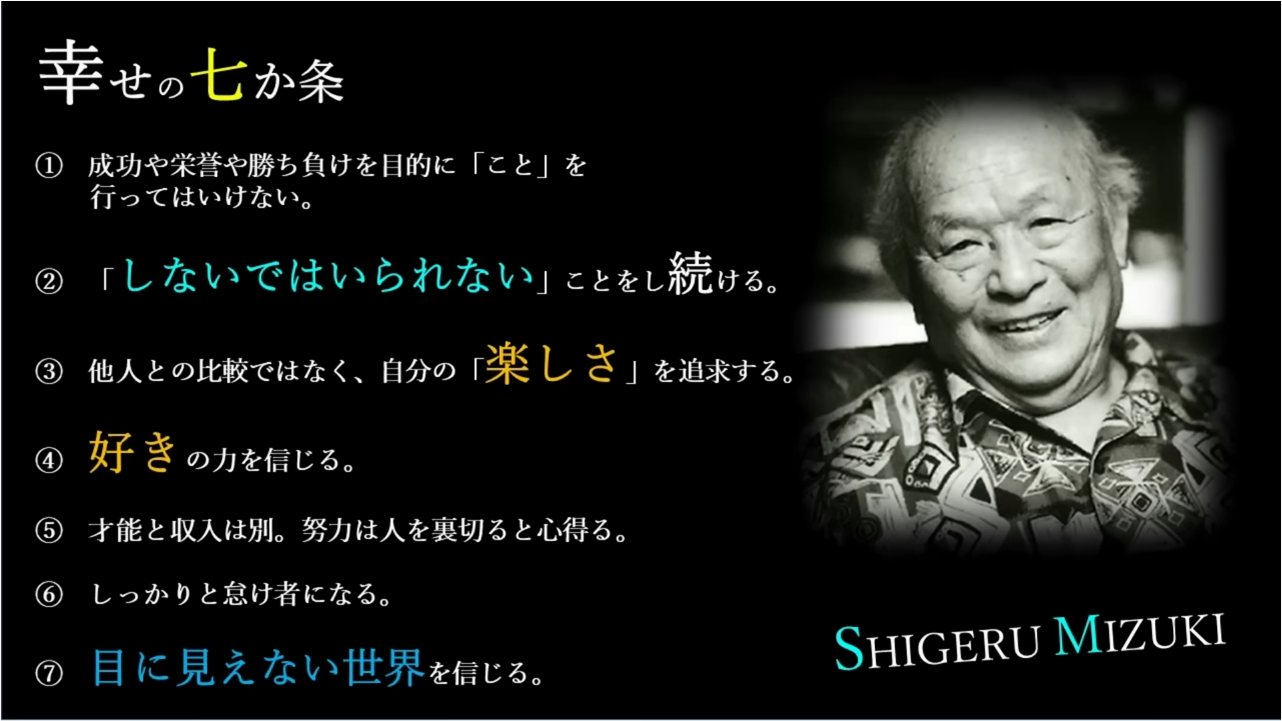 幸せの七か条
① 成功や栄誉や勝ち負けを目的に「こと」を
行ってはいけない。
② 「しないではいられない」ことをし続ける。
③ 他人との比較ではなく、自分の「楽しさ」を追求する。
④ 好きの力を信じる。
⑤ 才能と収入は別。努力は人を裏切ると心得る。
⑥ しっかりと怠け者になる。
⑦ 目に見えない世界を信じる。
SHIGERU MIZUKI